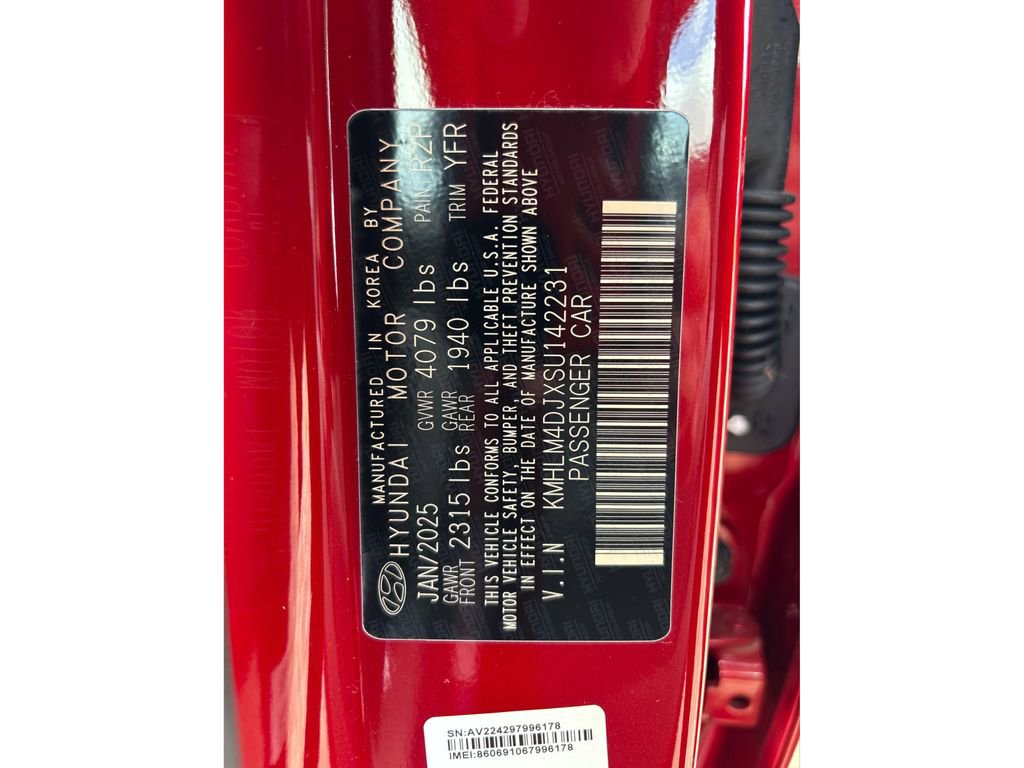 MANUFACTURED IN KOREA BY
HYUNDAI MOTOR COMPANY
JAN/2025 GVWR 4079 lbs PAINT R2P
GAWR FRONT 2315 lbs GAWR REAR 1940 lbs TRIM YFR
THIS VEHICLE CONFORMS TO ALL APPLICABLE U.S.A. FEDERAL
MOTOR VEHICLE SAFETY, BUMPER, AND THEFT PREVENTION STANDARDS
IN EFFECT ON THE DATE OF MANUFACTURE SHOWN ABOVE
V.I.N KMHLM4DJXSU142231
PASSENGER CAR
SN:AV224297996178
IMEI:860691067996178